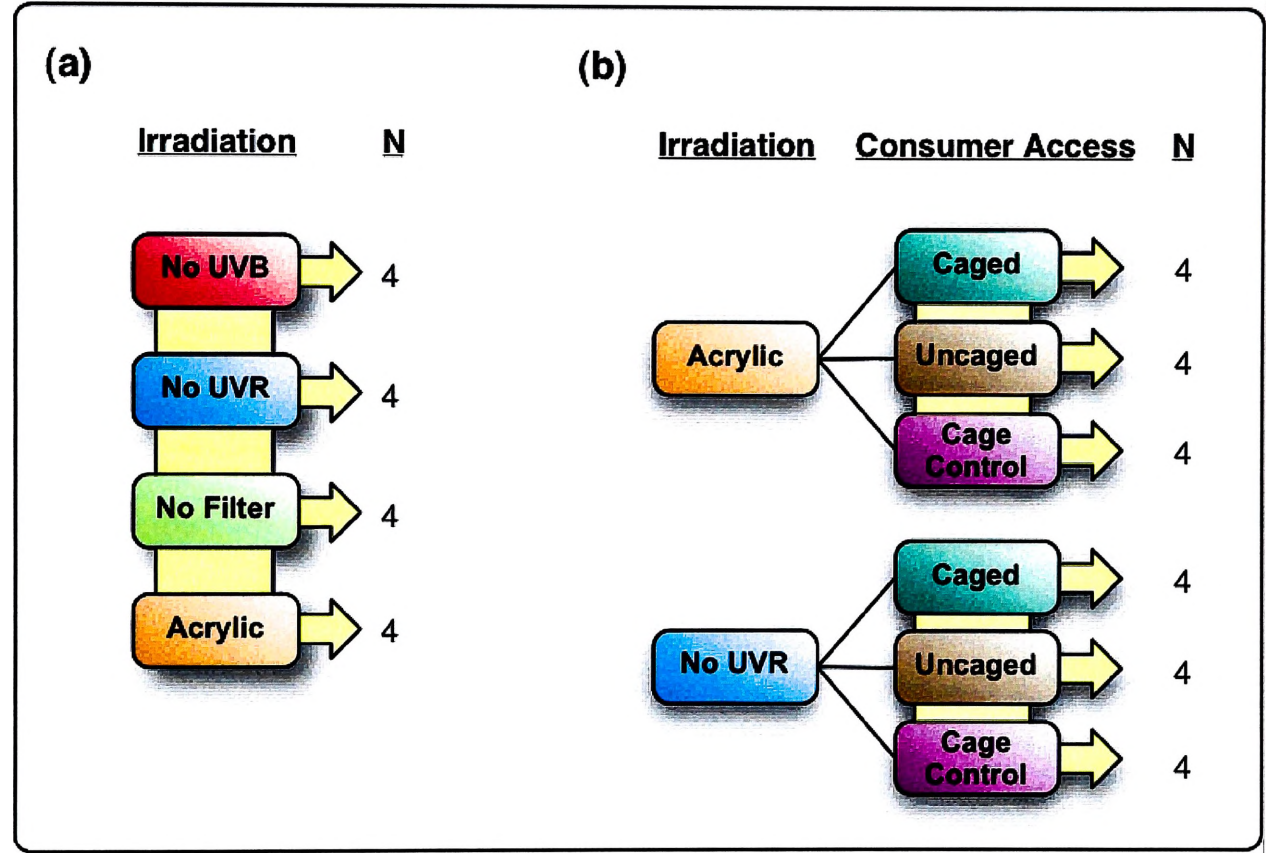 (a)
Irradiation N
No UVB 4
No UVR 4
No Filter 4
Acrylic 4
(b)
Irradiation Consumer Access N
Acrylic
Caged 4
Uncaged 4
Cage
Control 4
No UVR
Caged 4
Uncaged 4
Cage
Control 4